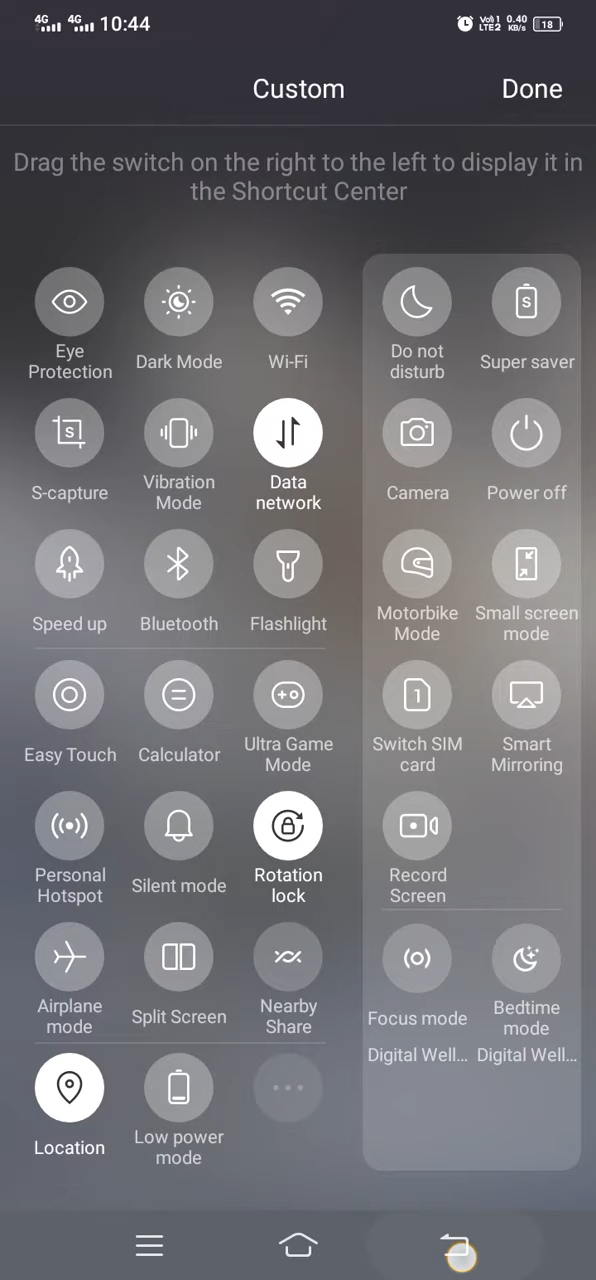 4G 4G 10:44 Vol) 1 LTE2 0.40 KB/s 18
Custom Done
Drag the switch on the right to the left to display it in
the Shortcut Center
Eye
Protection
Dark Mode
Wi-Fi
Do not
disturb
Super saver
S
S
S-capture
Vibration
Mode
Data
network
Camera
Power off
Speed up
Bluetooth
Flashlight
Motorbike
Mode
Small screen
mode
1
Easy Touch
Calculator
Ultra Game
Mode
Switch SIM
card
Smart
Mirroring
Personal
Hotspot
Silent mode
Rotation
lock
Record
Screen
Airplane
mode
Split Screen
Nearby
Share
Focus mode
Digital Well...
Bedtime
mode
Digital Well...
Location
Low power
mode